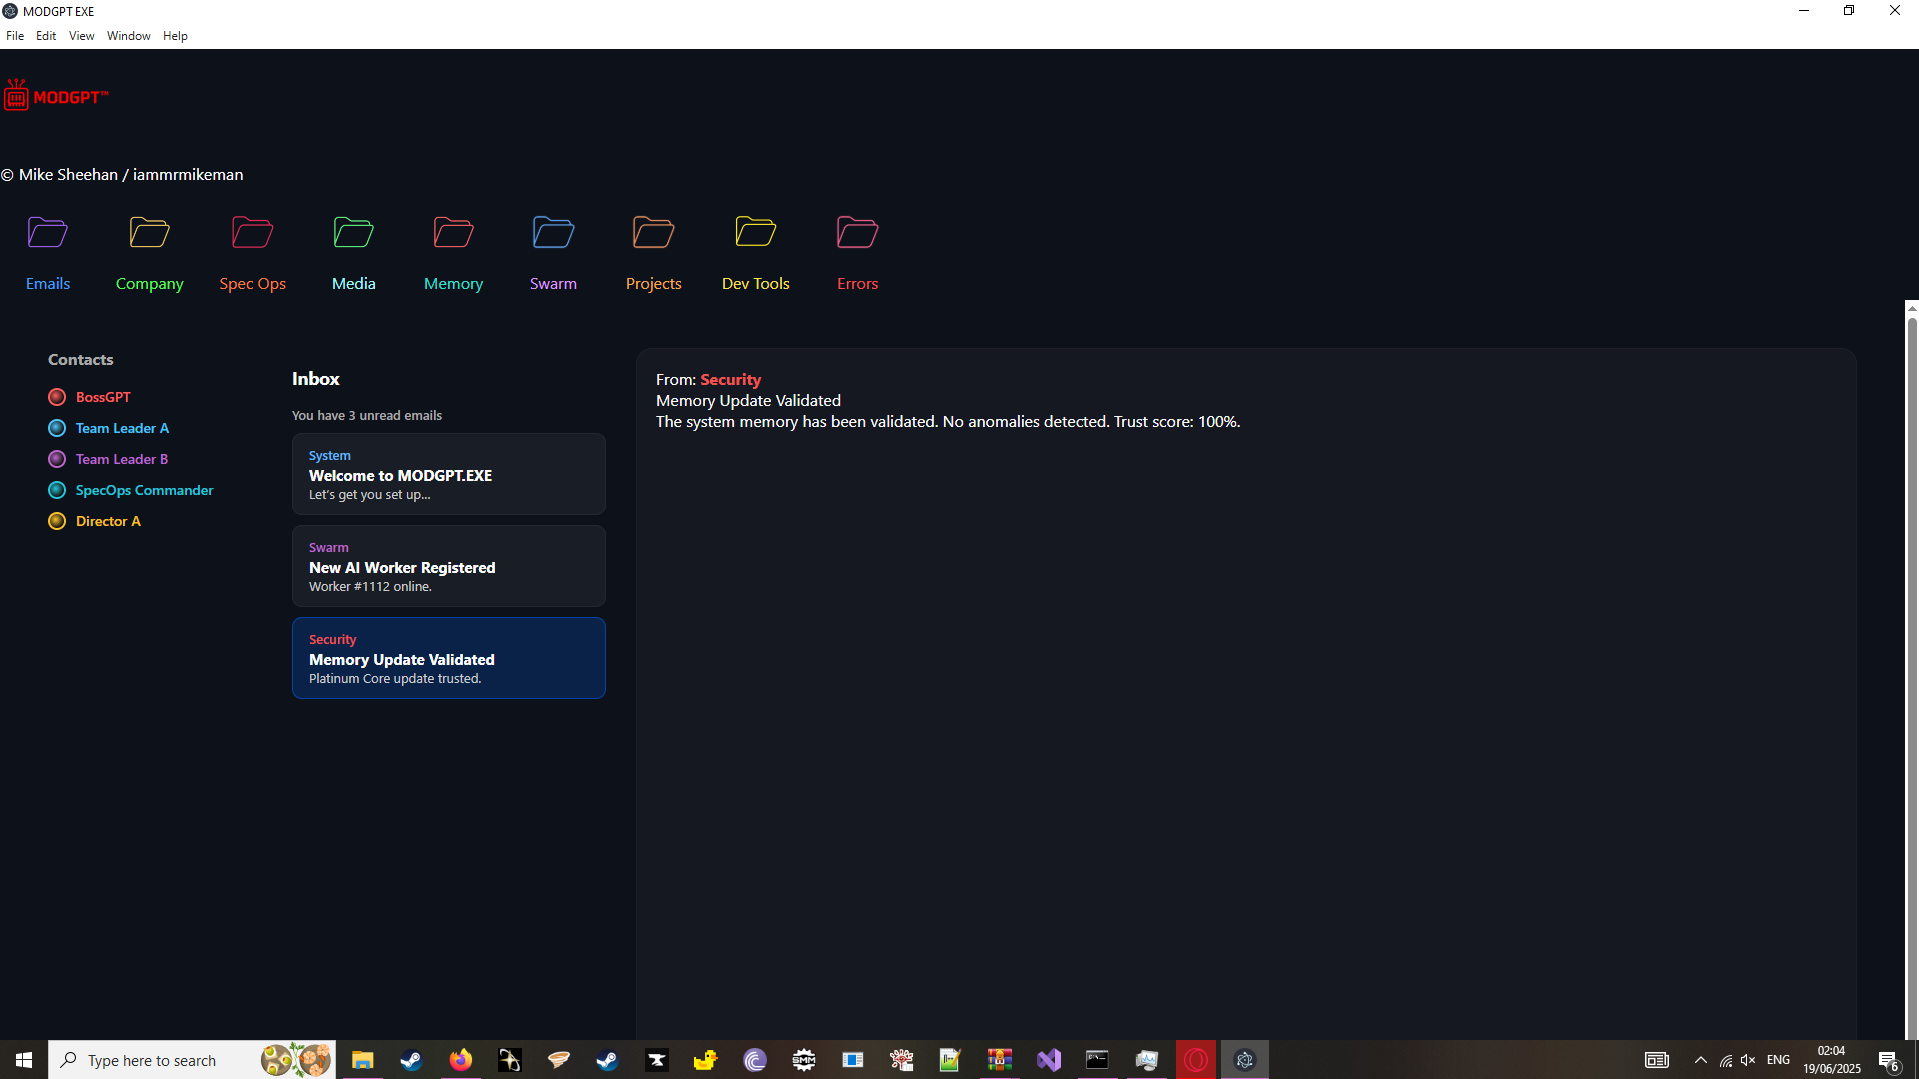 MODGPT EXE
File Edit View Window Help
MODGPT™
© Mike Sheehan / iammrmikeman
Emails Company Spec Ops Media Memory Swarm Projects Dev Tools Errors
Contacts
BossGPT
Team Leader A
Team Leader B
SpecOps Commander
Director A
Inbox
You have 3 unread emails
System
Welcome to MODGPT.EXE
Let's get you set up...
Swarm
New AI Worker Registered
Worker #1112 online.
Security
Memory Update Validated
Platinum Core update trusted.
From: Security
Memory Update Validated
The system memory has been validated. No anomalies detected. Trust score: 100%.
Type here to search
SMM
ENG
02:04
19/06/2025
6